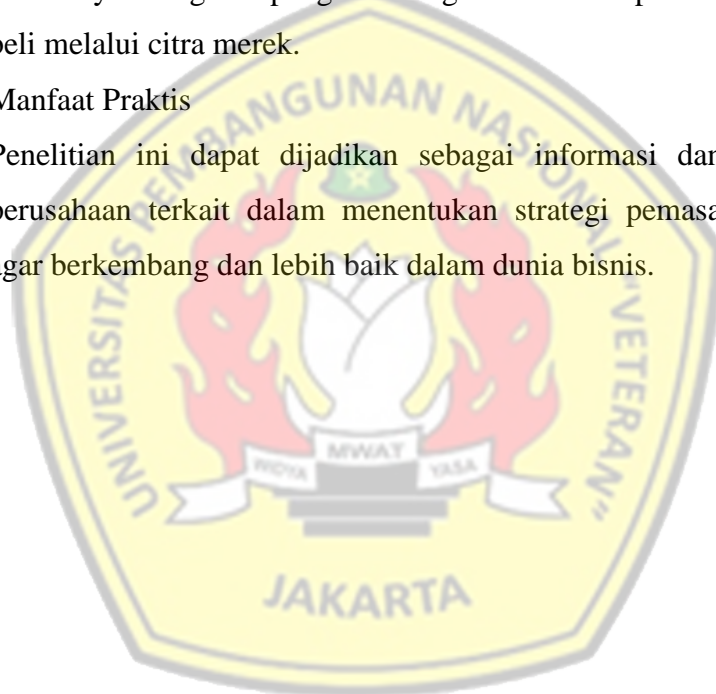 beli melalui citra merek.
Manfaat Praktis
Penelitian ini dapat dijadikan sebagai informasi dan
perusahaan terkait dalam menentukan strategi pemasa
agar berkembang dan lebih baik dalam dunia bisnis.
UNIVERSITAS PEMBANGUNAN NASIONAL "VETERAN"
WIDYA MWAT YASA
JAKARTA